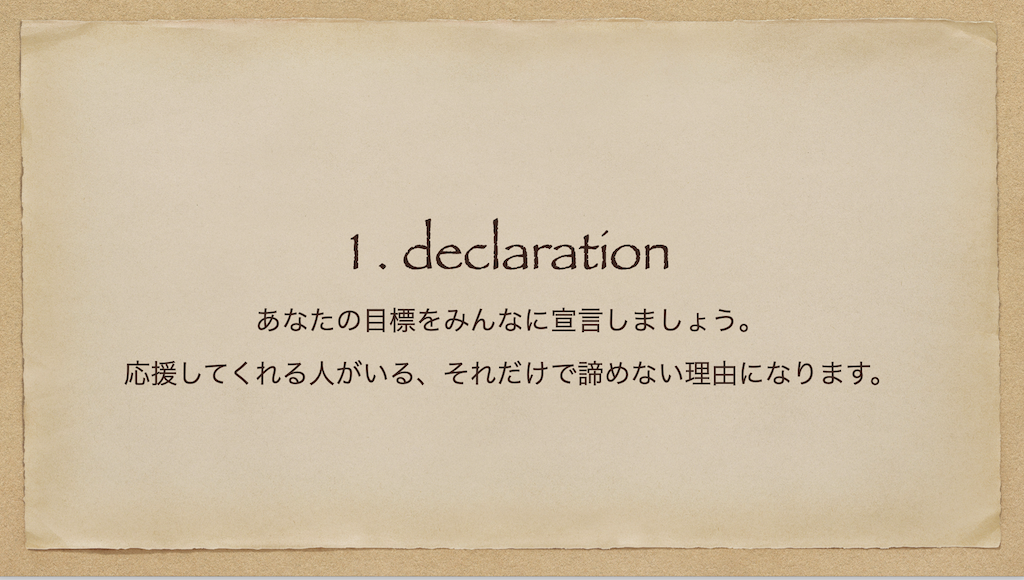 1. declaration
あなたの目標をみんなに宣言しましょう。
応援してくれる人がいる、それだけで諦めない理由になります。